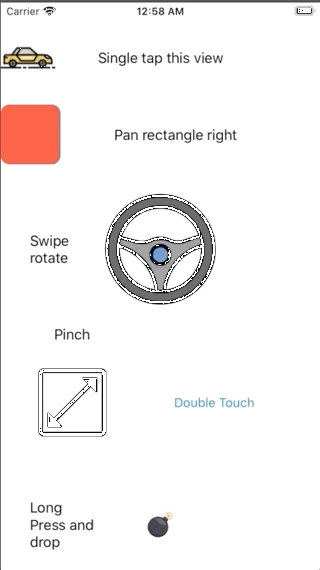 Carrier 12:58 AM
Single tap this view
Pan rectangle right
Swipe
rotate
Pinch
Double Touch
Long
Press and
drop